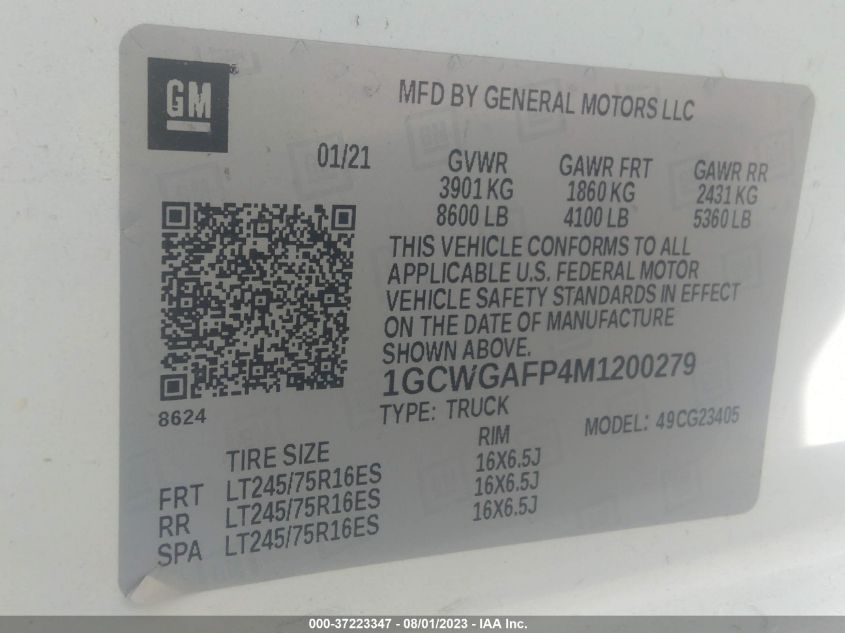 GM
MFD BY GENERAL MOTORS LLC
01/21
GVWR GAWR FRT GAWR RR
3901 KG 1860 KG 2431 KG
8600 LB 4100 LB 5360 LB
THIS VEHICLE CONFORMS TO ALL
APPLICABLE U.S. FEDERAL MOTOR
VEHICLE SAFETY STANDARDS IN EFFECT
ON THE DATE OF MANUFACTURE
SHOWN ABOVE.
1GCWGAFP4M1200279
8624
TYPE: TRUCK MODEL: 49CG23405
TIRE SIZE RIM
FRT LT245/75R16ES 16X6.5J
RR LT245/75R16ES 16X6.5J
SPA LT245/75R16ES 16X6.5J
000-37223347 - 08/01/2023 - IAAI.com.